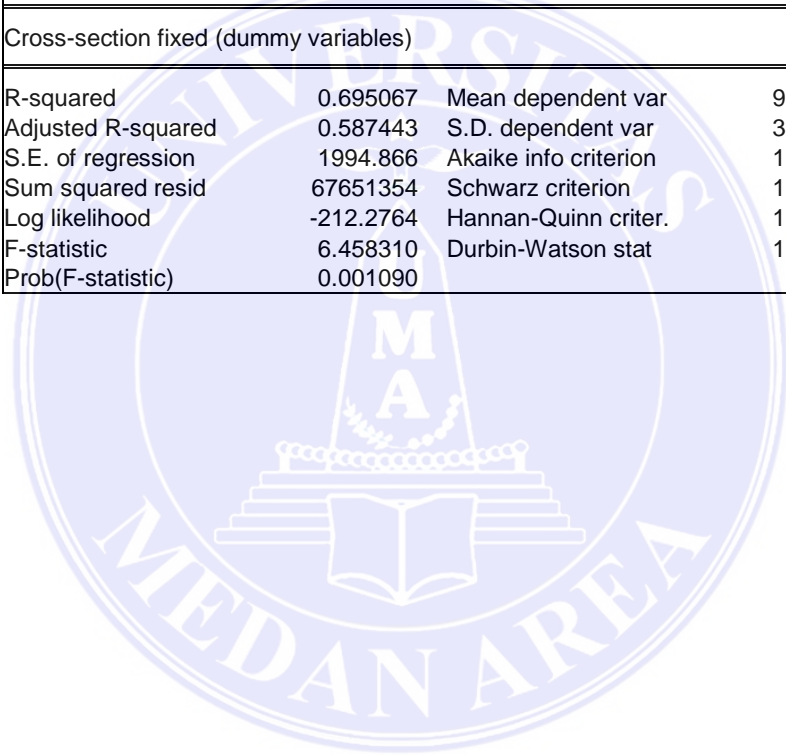 Cross-section fixed (dummy variables)
R-squared 0.695067 Mean dependent var 9
Adjusted R-squared 0.587443 S.D. dependent var 3
S.E. of regression 1994.866 Akaike info criterion 1
Sum squared resid 67651354 Schwarz criterion 1
Log likelihood -212.2764 Hannan-Quinn criter. 1
F-statistic 6.458310 Durbin-Watson stat 1
Prob(F-statistic) 0.001090
UNIVERSITAS
UMA
MEDAN AREA